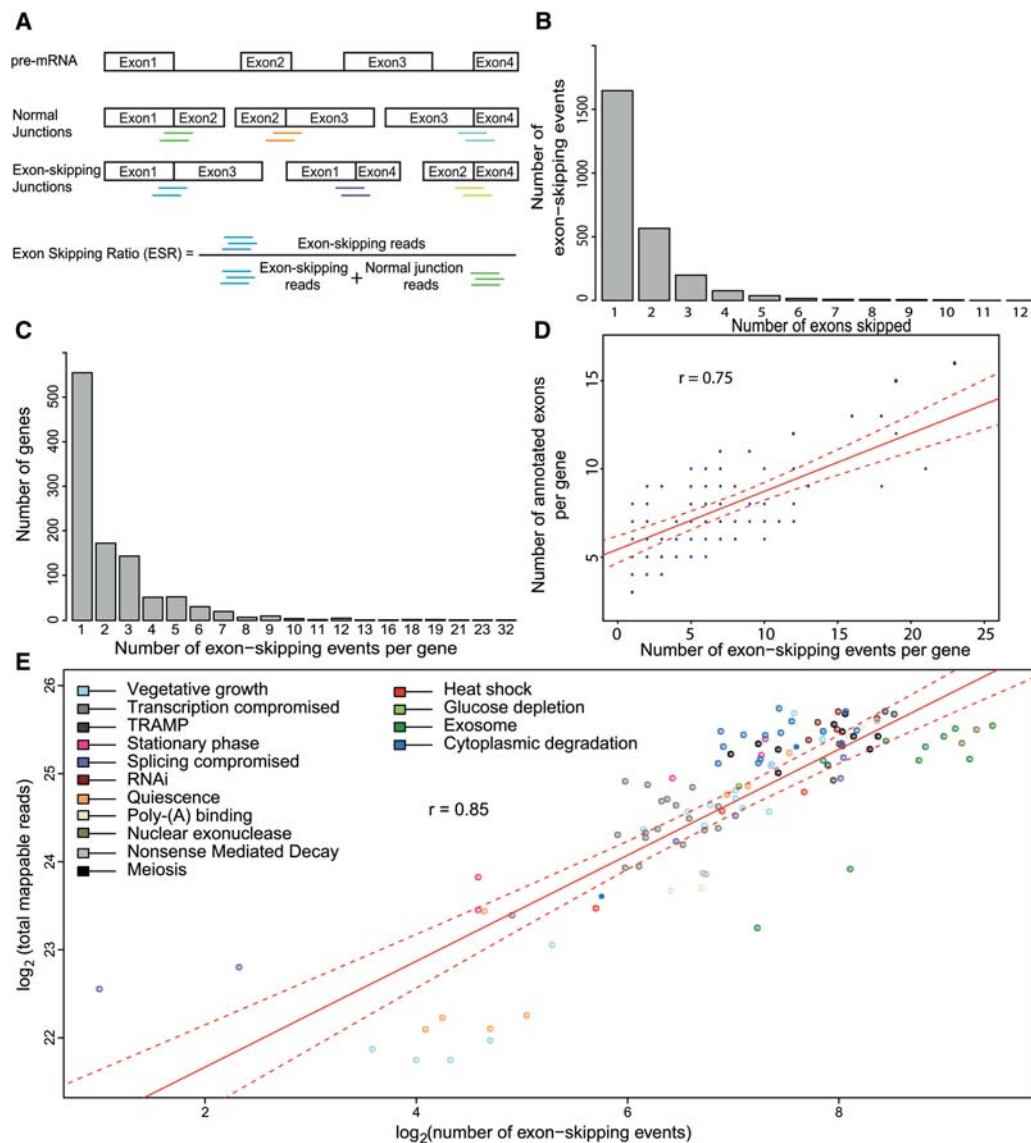 A
pre-mRNA
Exon1 Exon2 Exon3 Exon4
Normal
Junctions
Exon1 Exon2 Exon2 Exon3 Exon3 Exon4
Exon-skipping
Junctions
Exon1 Exon3 Exon1 Exon4 Exon2 Exon4
Exon Skipping Ratio (ESR) =
Exon-skipping reads
Exon-skipping
reads
+
Normal junction
reads
B
Number of
exon-skipping events
0 500 1000 1500
1 2 3 4 5 6 7 8 9 10 11 12
Number of exons skipped
C
Number of genes
0 100 200 300 400 500
1 2 3 4 5 6 7 8 9 10 11 12 13 16 18 19 21 23 32
Number of exon-skipping events per gene
D
r = 0.75
Number of annotated exons
per gene
5 10 15
0 5 10 15 20 25
Number of exon-skipping events per gene
E
Vegetative growth
Transcription compromised
TRAMP
Stationary phase
Splicing compromised
RNAi
Quiescence
Poly-(A) binding
Nuclear exonuclease
Nonsense Mediated Decay
Meiosis
Heat shock
Glucose depletion
Exosome
Cytoplasmic degradation
r = 0.85
log2 (total mappable reads)
22 23 24 25 26
2 4 6 8
log2(number of exon-skipping events)